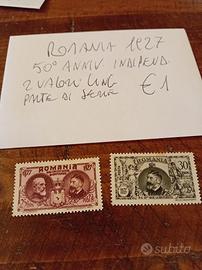 ROMANIA 1927
50° ANNIV. INDIPEND.
2 VALORI LING
PARTE DI SERIE
€1
ROMANIA
ROMANIA
30
subito